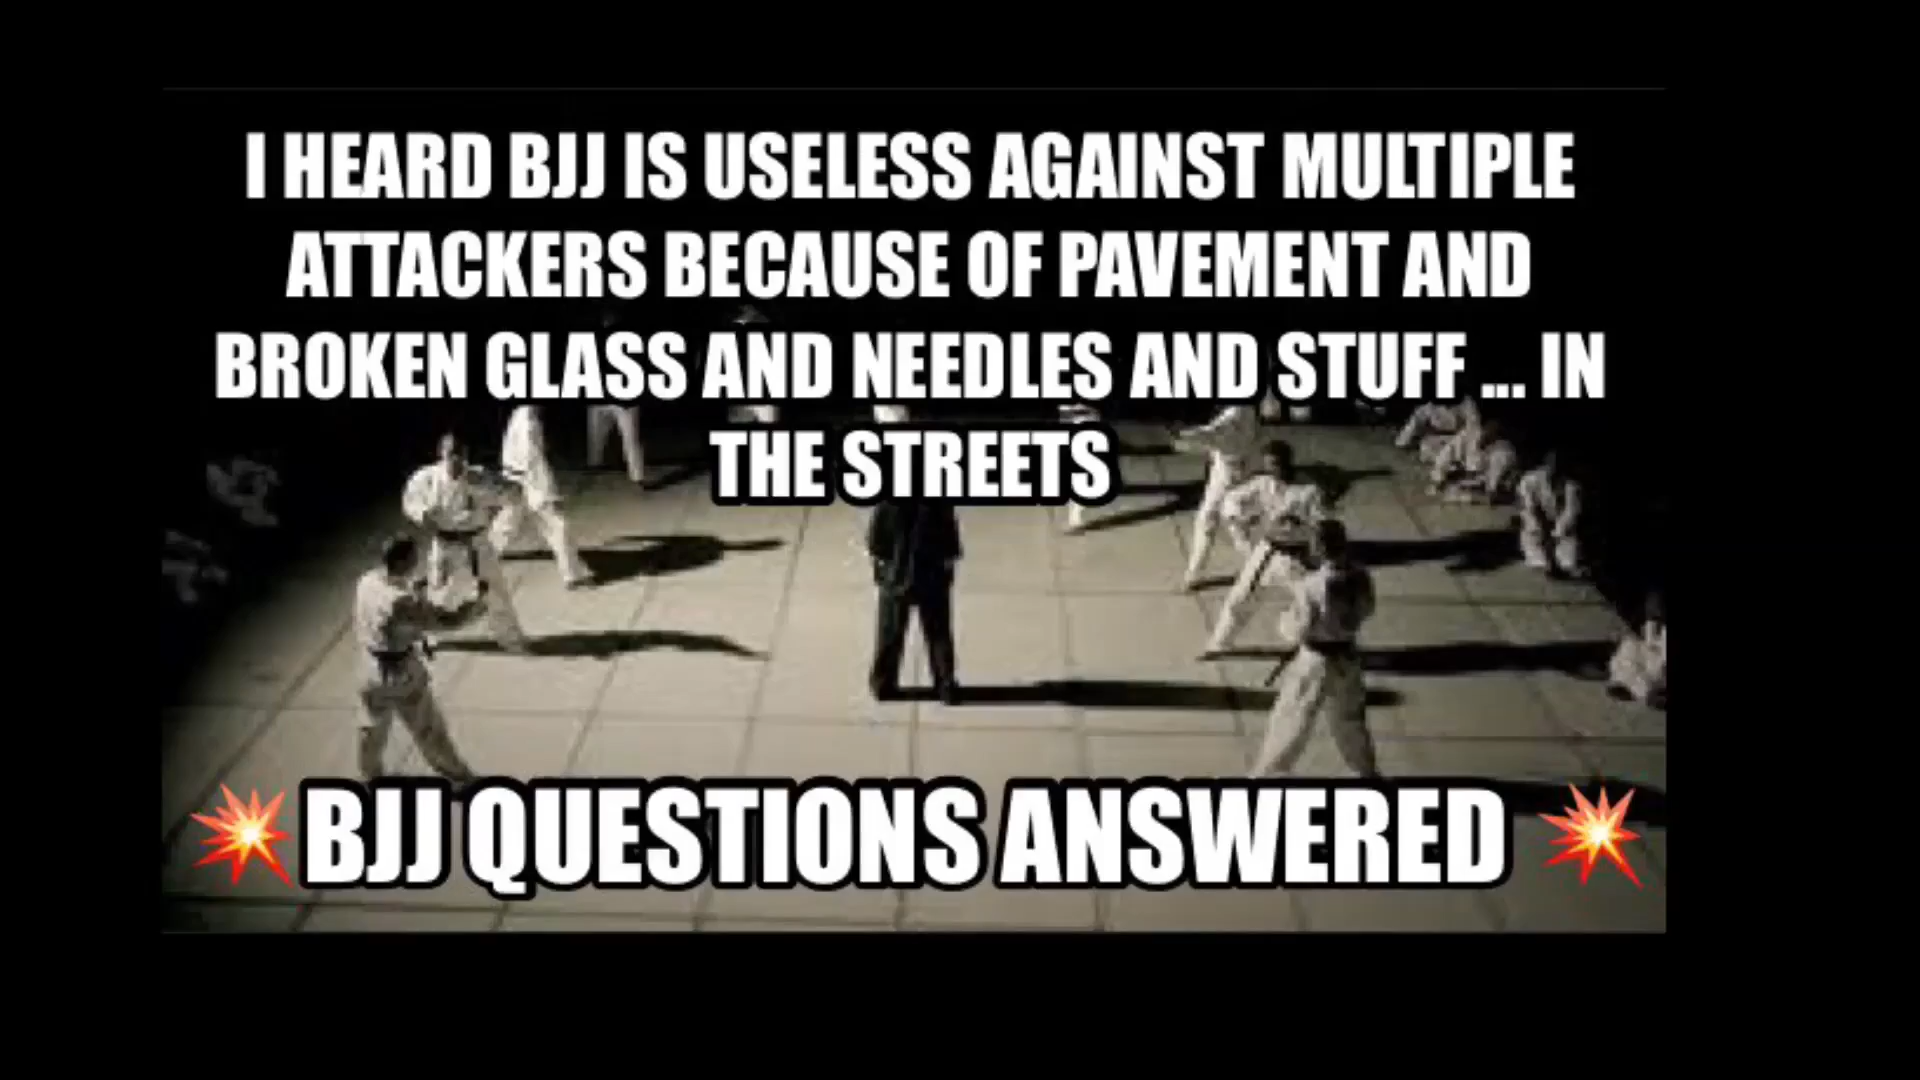 I HEARD BJJ IS USELESS AGAINST MULTIPLE
ATTACKERS BECAUSE OF PAVEMENT AND
BROKEN GLASS AND NEEDLES AND STUFF ... IN
THE STREETS
💥BJJ QUESTIONS ANSWERED 💥